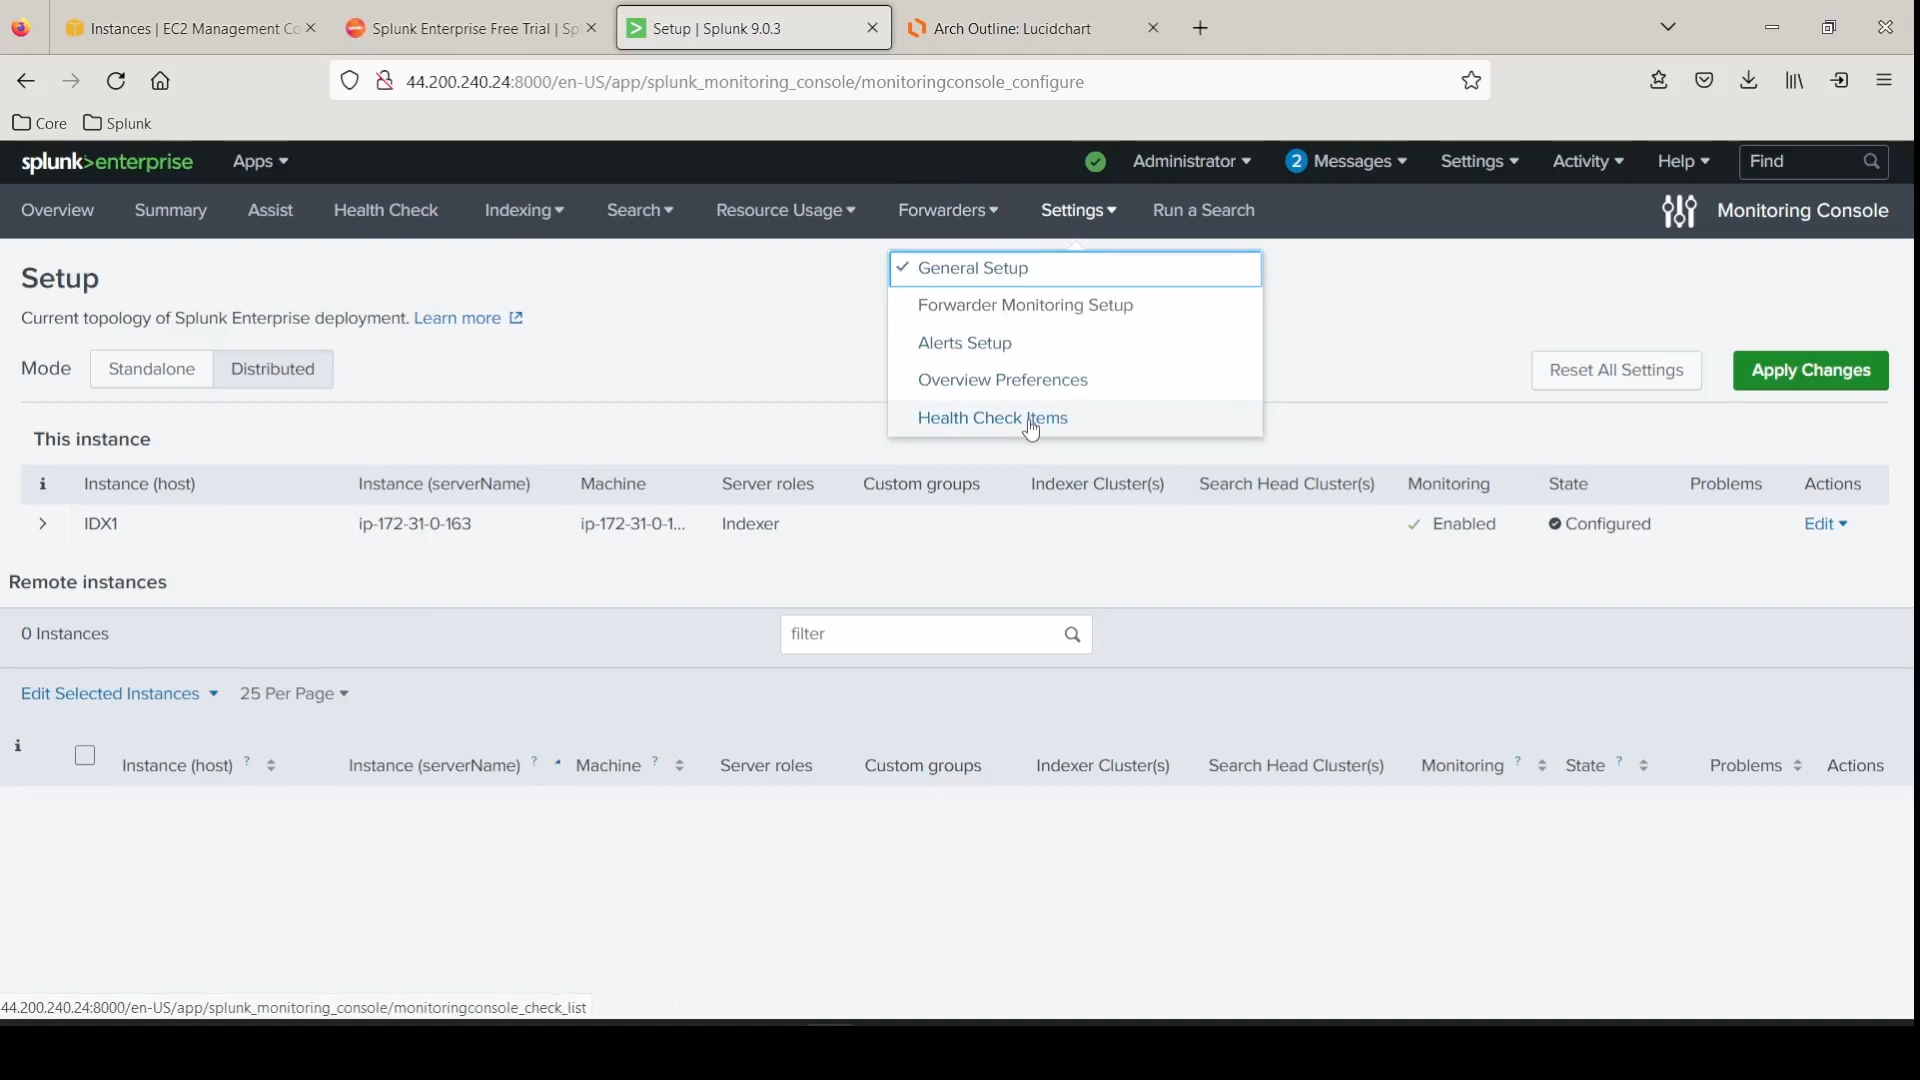 Instances | EC2 Management Co
Splunk Enterprise Free Trial | Sp
Setup | Splunk 9.0.3
Arch Outline: Lucidchart
44.200.240.24:8000/en-US/app/splunk_monitoring_console/monitoringconsole_configure
Core
Splunk
splunk>enterprise
Apps
Administrator
2 Messages
Settings
Activity
Help
Find
Overview
Summary
Assist
Health Check
Indexing
Search
Resource Usage
Forwarders
Settings
Run a Search
Monitoring Console
General Setup
Forwarder Monitoring Setup
Alerts Setup
Overview Preferences
Health Check Items
Setup
Current topology of Splunk Enterprise deployment. Learn more
Mode
Standalone
Distributed
Reset All Settings
Apply Changes
This instance
i Instance (host) Instance (serverName) Machine Server roles Custom groups Indexer Cluster(s) Search Head Cluster(s) Monitoring State Problems Actions
IDX1 ip-172-31-0-163 ip-172-31-0-1... Indexer Enabled Configured Edit
Remote instances
0 Instances
filter
Edit Selected Instances
25 Per Page
i Instance (host) ? Instance (serverName) ? Machine ? Server roles Custom groups Indexer Cluster(s) Search Head Cluster(s) Monitoring ? State ? Problems Actions
44.200.240.24:8000/en-US/app/splunk_monitoring_console/monitoringconsole_check_list